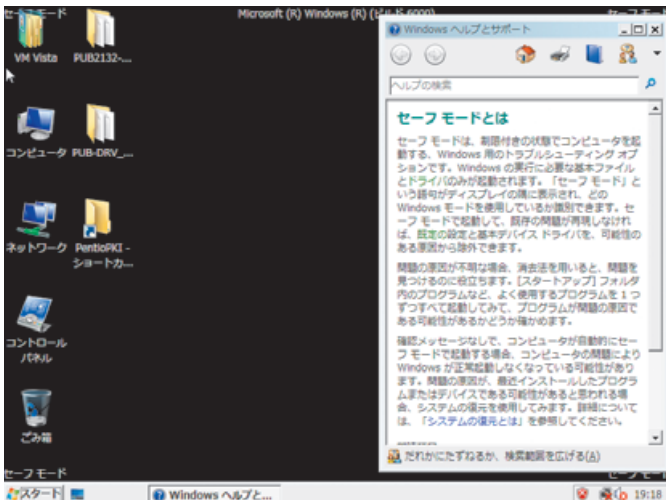 セーフ モード
Microsoft (R) Windows (R) (ビルド 6000)
セーフ モード
VM Vista
PUB2132-...
コンピュータ
PUB-DRV_...
ネットワーク
PentioPKI -
ショートカ...
コントロール
パネル
ごみ箱
Windows ヘルプとサポート
ヘルプの検索
セーフ モードとは
セーフ モードは、制限付きの状態でコンピュータを起
動する、Windows 用のトラブルシューティング オプ
ションです。Windows の実行に必要な基本ファイル
とドライバのみが起動されます。「セーフ モード」と
いう語句がディスプレイの隅に表示され、どの
Windows モードを使用しているか識別できます。セ
ーフ モードで起動して、既存の問題が再現しなけれ
ば、既定の設定と基本デバイス ドライバを、可能性の
ある原因から除外できます。
問題の原因が不明な場合、消去法を用いると、問題を
見つけるのに役立ちます。[スタートアップ] フォルダ
内のプログラムなど、よく使用するプログラムを 1 つ
ずつすべて起動してみて、プログラムが問題の原因で
ある可能性があるかどうか確かめます。
確認メッセージなしで、コンピュータが自動的にセー
フ モードで起動する場合、コンピュータの問題により
Windows が正常起動しなくなっている可能性があり
ます。問題の原因が、最近インストールしたプログラ
ムまたはデバイスである可能性があると思われる場
合、システムの復元を使用してみます。詳細について
は、「システムの復元とは」を参照してください。
だれかにたずねるか、検索範囲を広げる(A)
セーフ モード
セーフ モード
スタート
Windows ヘルプと...
19:18